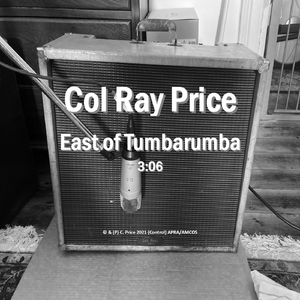 Col Ray Price
East of Tumbarumba
3:06
© & (P) C. Price 2021 (Control) APRA/AMCOS